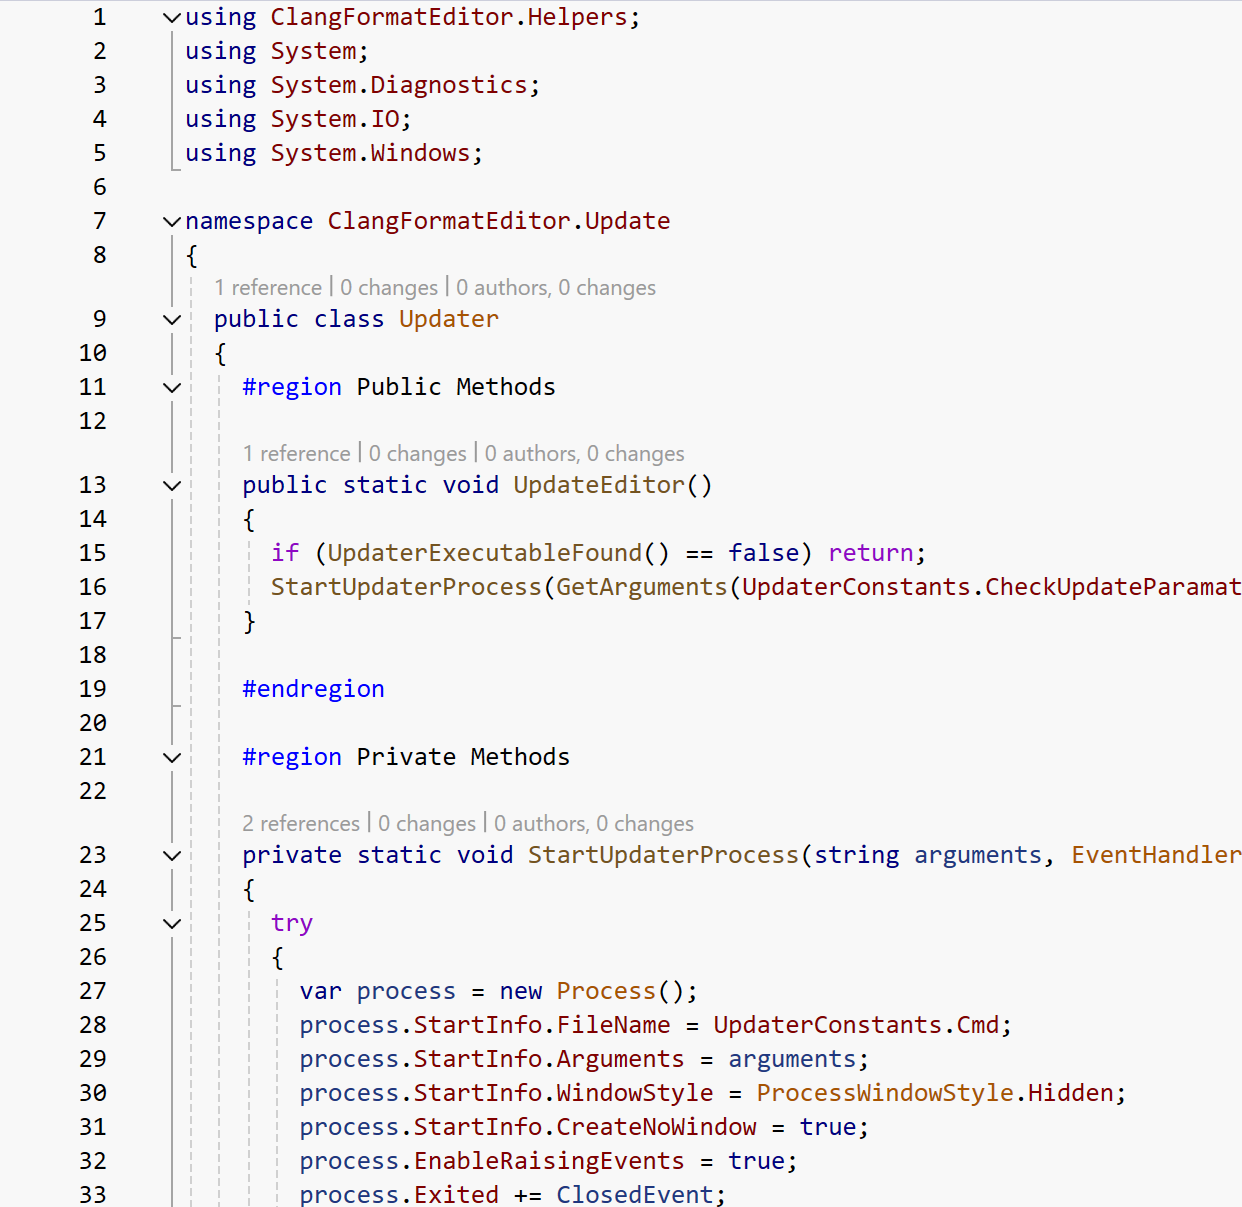 1 using ClangFormatEditor.Helpers;
2 using System;
3 using System.Diagnostics;
4 using System.IO;
5 using System.Windows;
6
7 namespace ClangFormatEditor.Update
8 {
1 reference | 0 changes | 0 authors, 0 changes
9 public class Updater
10 {
11 #region Public Methods
12
1 reference | 0 changes | 0 authors, 0 changes
13 public static void UpdateEditor()
14 {
15 if (UpdaterExecutableFound() == false) return;
16 StartUpdaterProcess(GetArguments(UpdaterConstants.CheckUpdateParamat
17 }
18
19 #endregion
20
21 #region Private Methods
22
2 references | 0 changes | 0 authors, 0 changes
23 private static void StartUpdaterProcess(string arguments, EventHandler
24 {
25 try
26 {
27 var process = new Process();
28 process.StartInfo.FileName = UpdaterConstants.Cmd;
29 process.StartInfo.Arguments = arguments;
30 process.StartInfo.WindowStyle = ProcessWindowStyle.Hidden;
31 process.StartInfo.CreateNoWindow = true;
32 process.EnableRaisingEvents = true;
33 process.Exited += ClosedEvent;